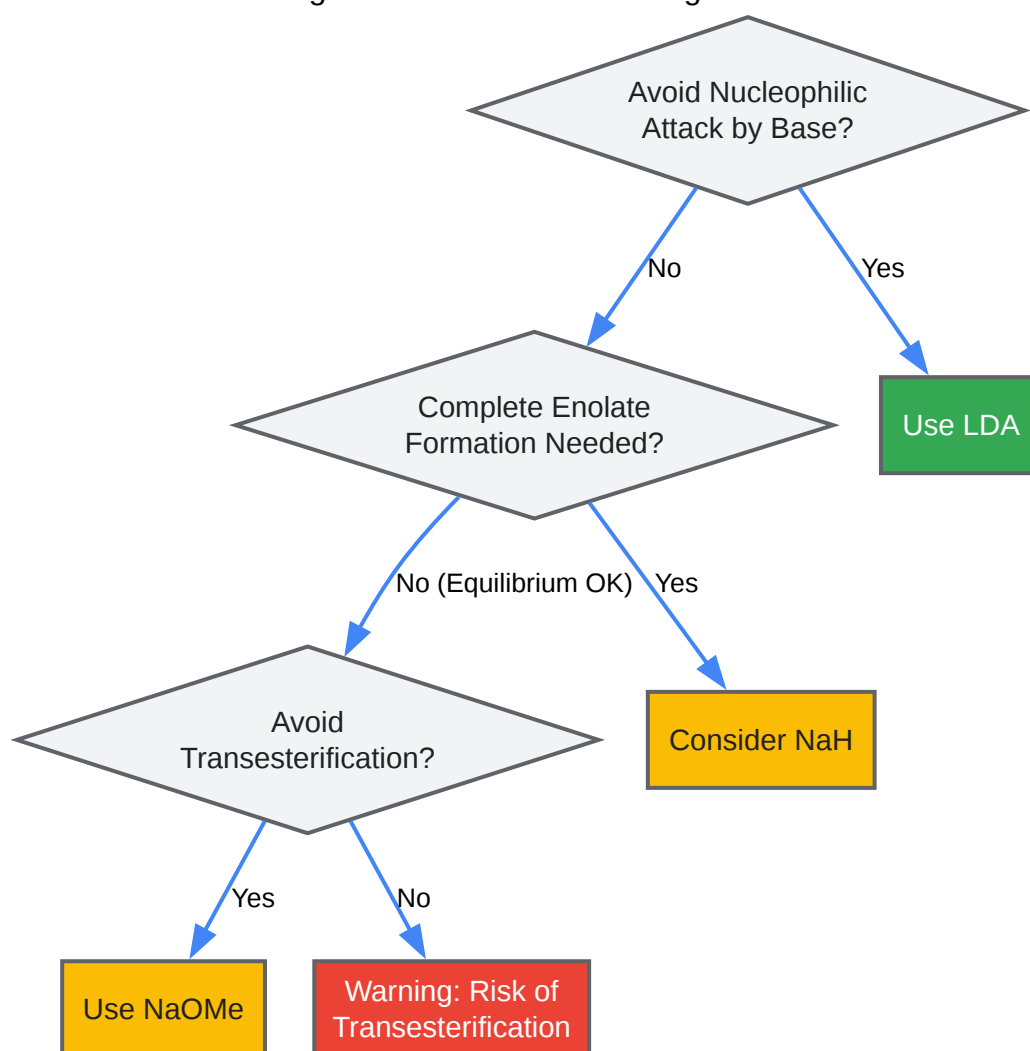 Avoid Nucleophilic
Attack by Base?
No
Yes
Complete Enolate
Formation Needed?
Use LDA
No (Equilibrium OK)
Yes
Avoid
Transesterification?
Consider NaH
Yes
No
Use NaOMe
Warning: Risk of
Transesterification